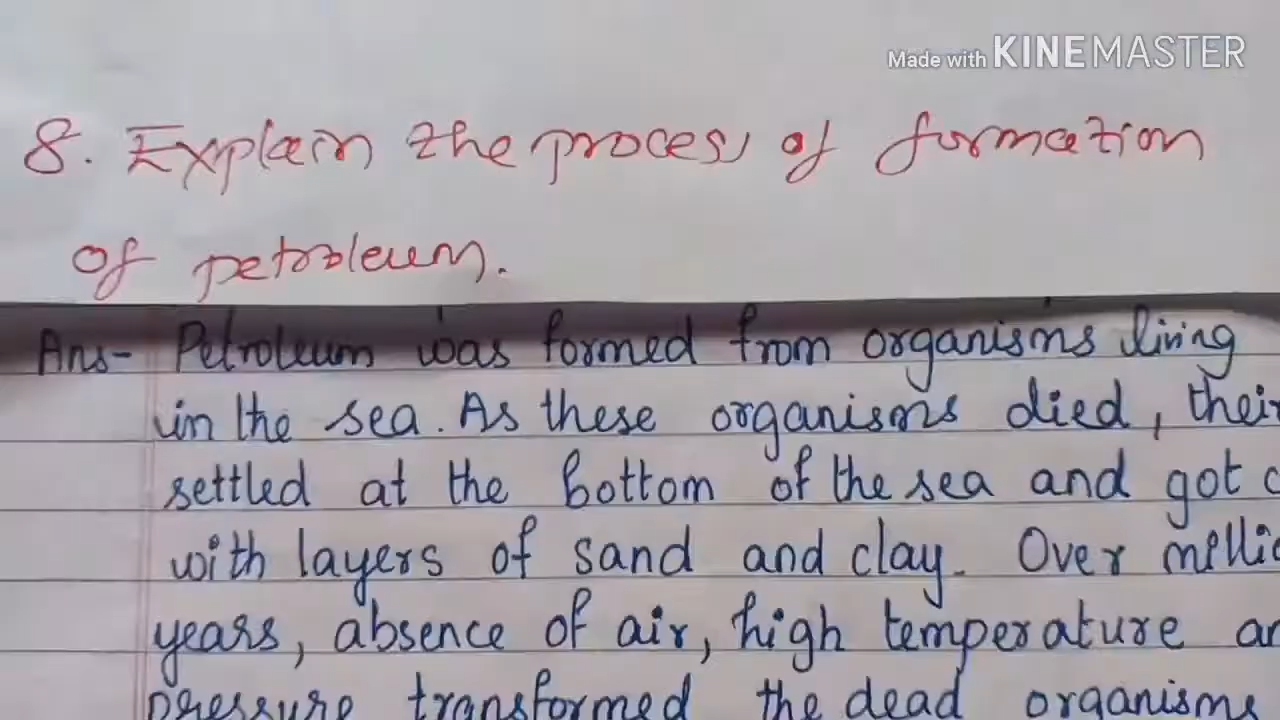 Made with KINEMASTER
8. Explain the process of formation
of petroleum.
Ans- Petroleum was formed from organisms living
in the sea. As these organisms died, their
settled at the bottom of the sea and got
with layers of sand and clay. Over
years, absence of air, high temperature
pressure transformed the dead organisms